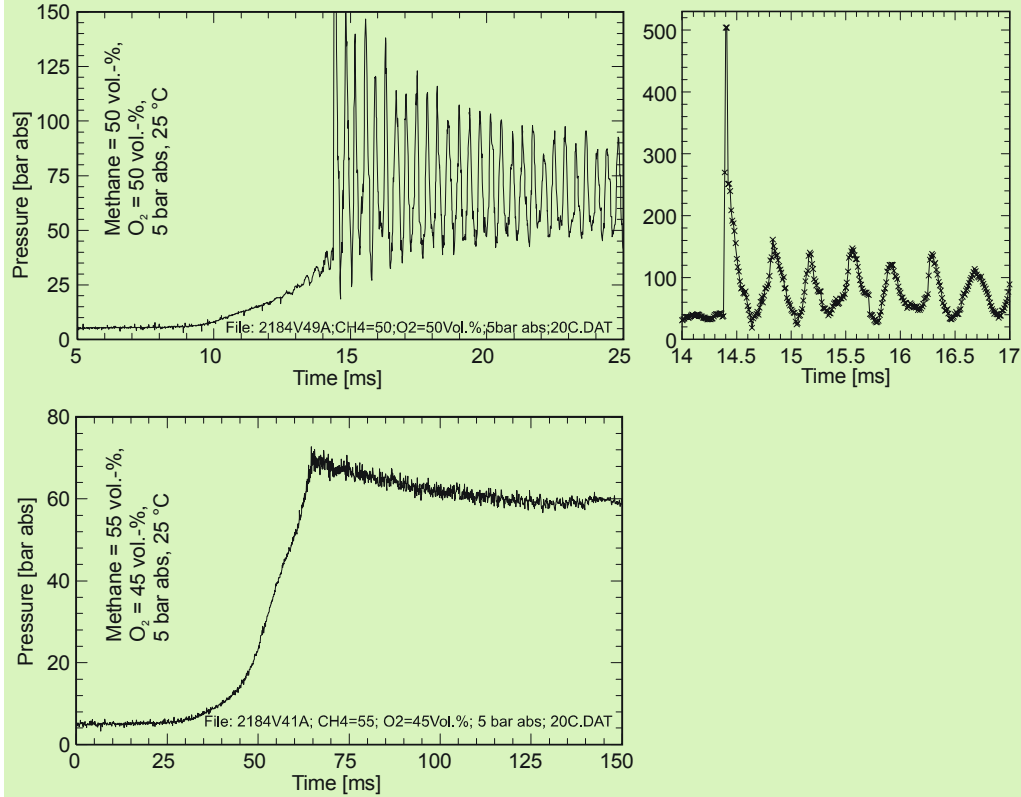 150
125
100
75
50
25
0
Pressure [bar abs]
Methane = 50 vol.-%,
O₂ = 50 vol.-%,
5 bar abs, 25 °C
File: 2184V49A;CH4=50;O2=50Vol.%;5bar abs;20C.DAT
5 10 15 20 25
Time [ms]
500
400
300
200
100
0
14 14.5 15 15.5 16 16.5 17
Time [ms]
80
60
40
20
0
Pressure [bar abs]
Methane = 55 vol.-%,
O₂ = 45 vol.-%,
5 bar abs, 25 °C
File: 2184V41A; CH4=55; O2=45Vol.%; 5 bar abs; 20C.DAT
0 25 50 75 100 125 150
Time [ms]